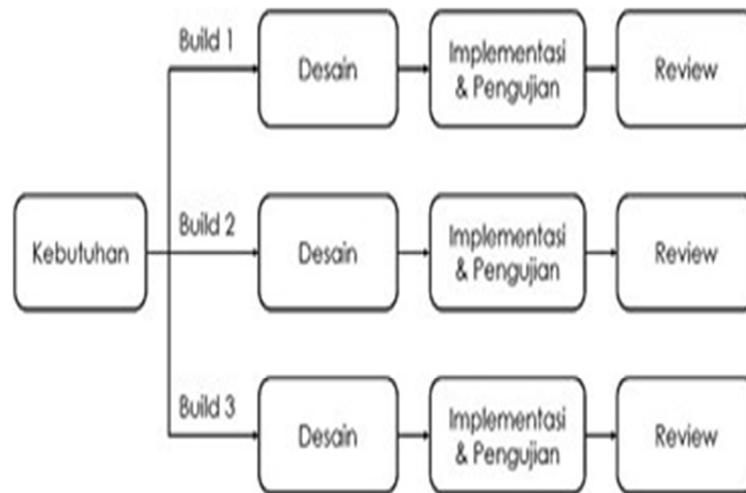 Build 1
Desain
Implementasi
& Pengujian
Review
Kebutuhan
Build 2
Desain
Implementasi
& Pengujian
Review
Build 3
Desain
Implementasi
& Pengujian
Review